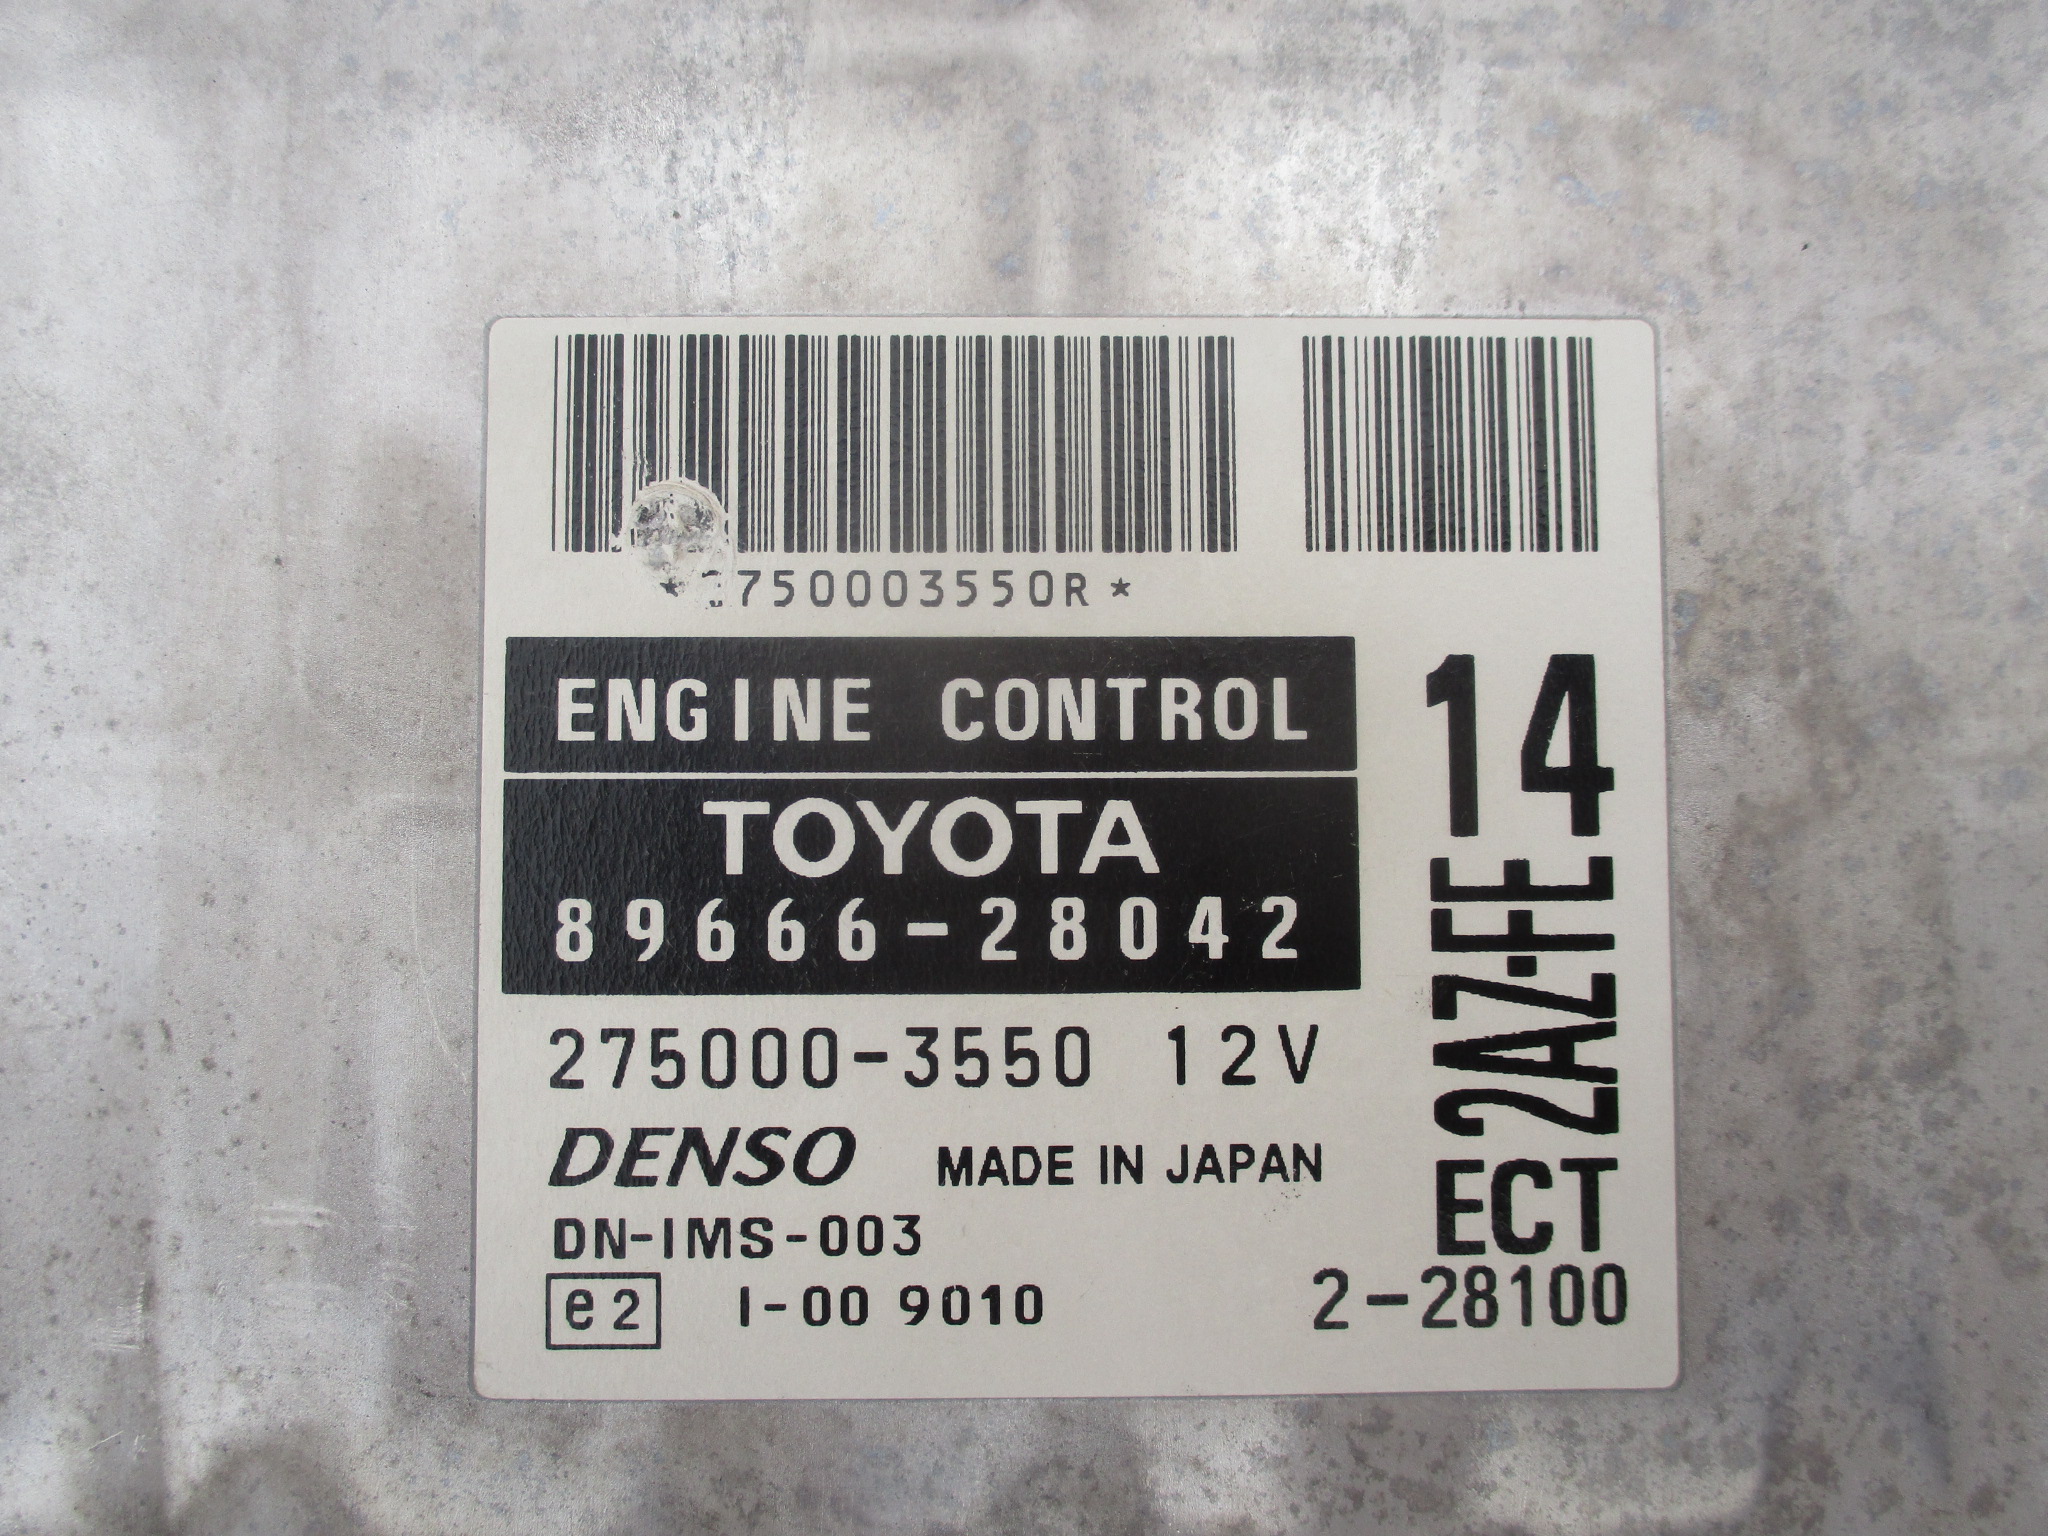 *2750003550R*
ENGINE CONTROL
TOYOTA
89666-28042
275000-3550 12V
DENSO MADE IN JAPAN
DN-IMS-003
e2 I-00 9010
14
2AZ-FE
ECT
2-28100